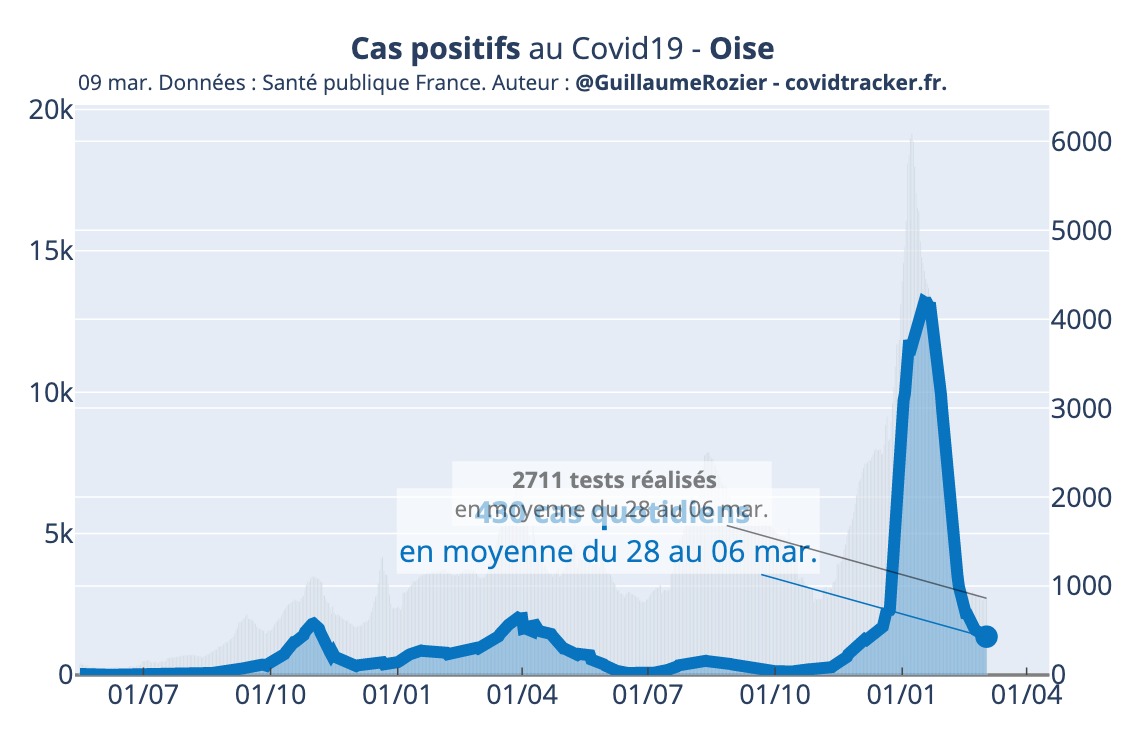 Cas positifs au Covid19 - Oise
09 mar. Données : Santé publique France. Auteur : @GuillaumeRozier - covidtracker.fr.
20k
15k
10k
5k
0
6000
5000
4000
3000
2000
1000
0
2711 tests réalisés
en moyenne du 28 au 06 mar.
430 cas quotidiens
en moyenne du 28 au 06 mar.
01/07 01/10 01/01 01/04 01/07 01/10 01/01 01/04